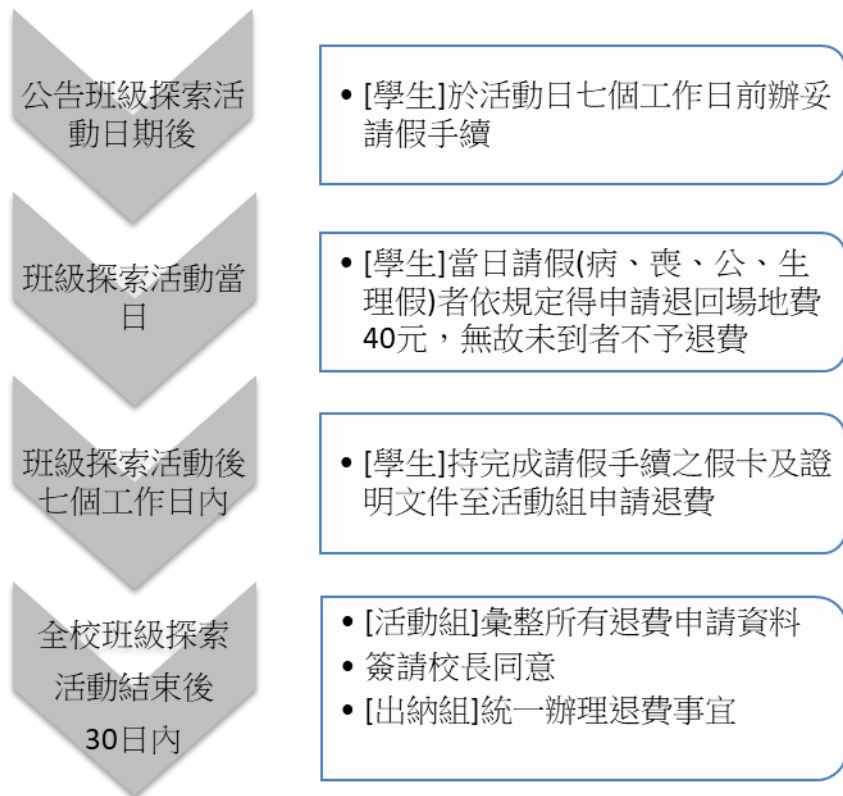 公告班級探索活
動日期後
• [學生]於活動日七個工作日前辦妥
請假手續
班級探索活動當
日
• [學生]當日請假(病、喪、公、生
理假)者依規定得申請退回場地費
40元，無故未到者不予退費
班級探索活動後
七個工作日內
• [學生]持完成請假手續之假卡及證
明文件至活動組申請退費
全校班級探索
活動結束後
30日內
• [活動組]彙整所有退費申請資料
• 簽請校長同意
• [出納組]統一辦理退費事宜